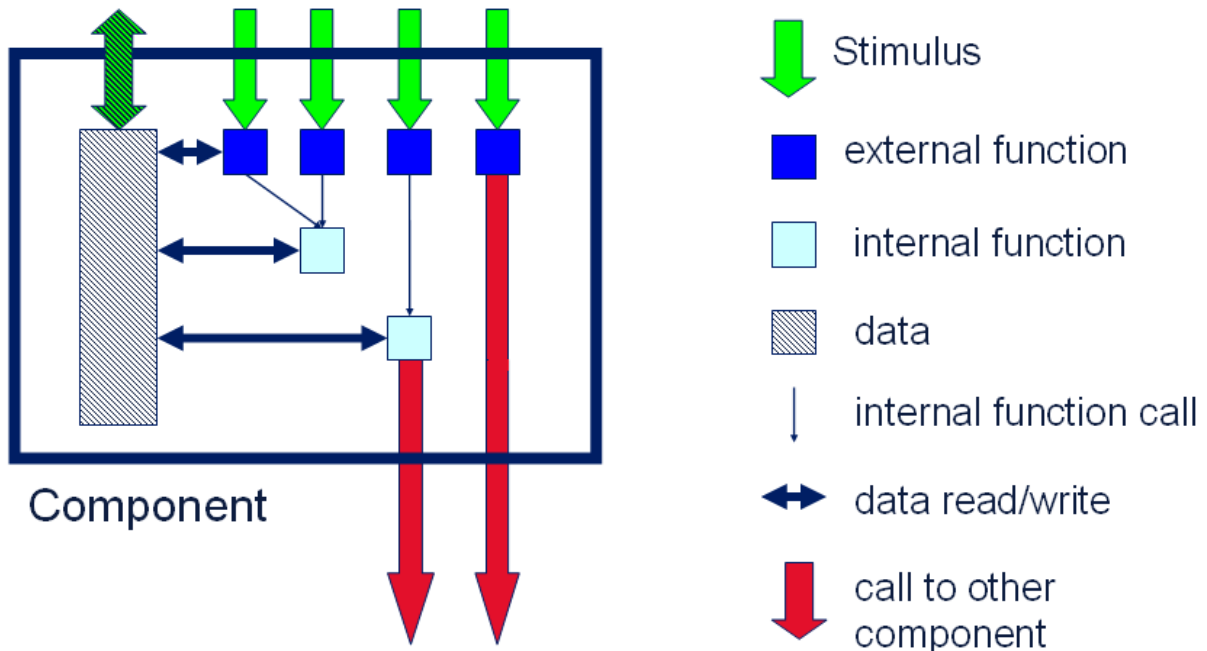 Stimulus
external function
internal function
data
internal function call
Component
data read/write
call to other
component